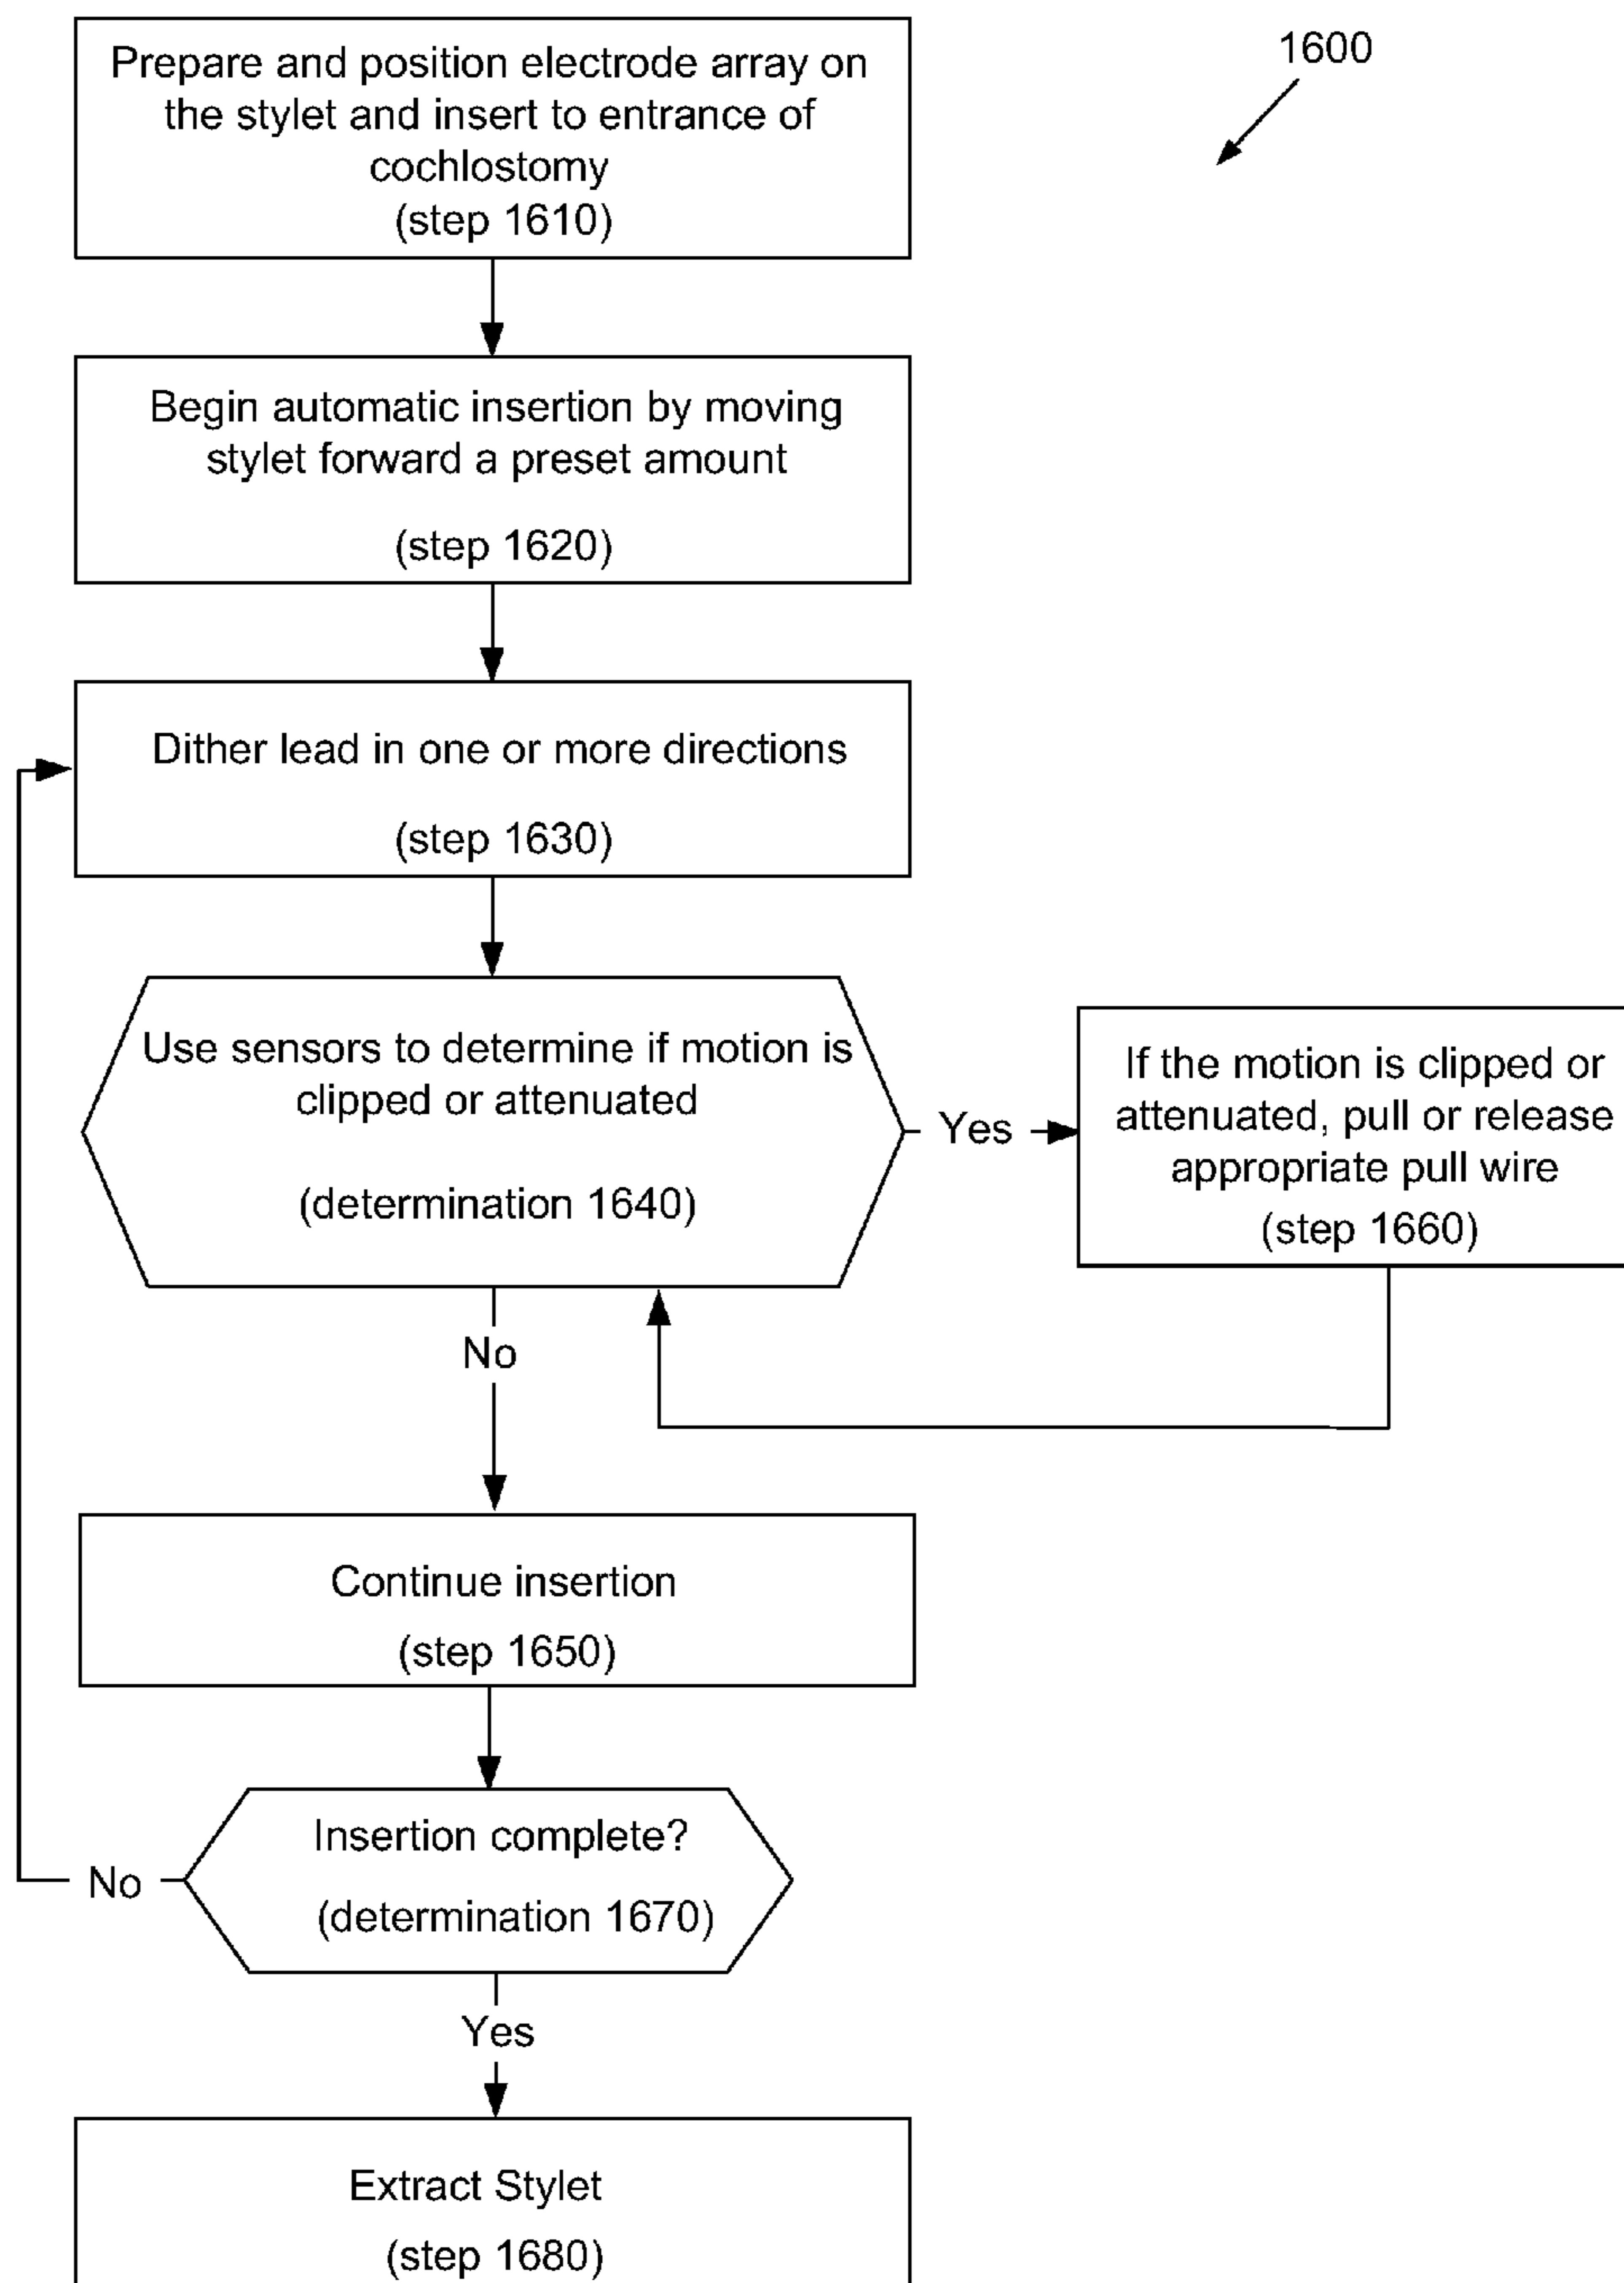 1600
Prepare and position electrode array on
the stylet and insert to entrance of
cochlostomy
(step 1610)
Begin automatic insertion by moving
stylet forward a preset amount
(step 1620)
Dither lead in one or more directions
(step 1630)
Use sensors to determine if motion is
clipped or attenuated
(determination 1640)
Yes
If the motion is clipped or
attenuated, pull or release
appropriate pull wire
(step 1660)
No
Continue insertion
(step 1650)
Insertion complete?
(determination 1670)
No
Yes
Extract Stylet
(step 1680)